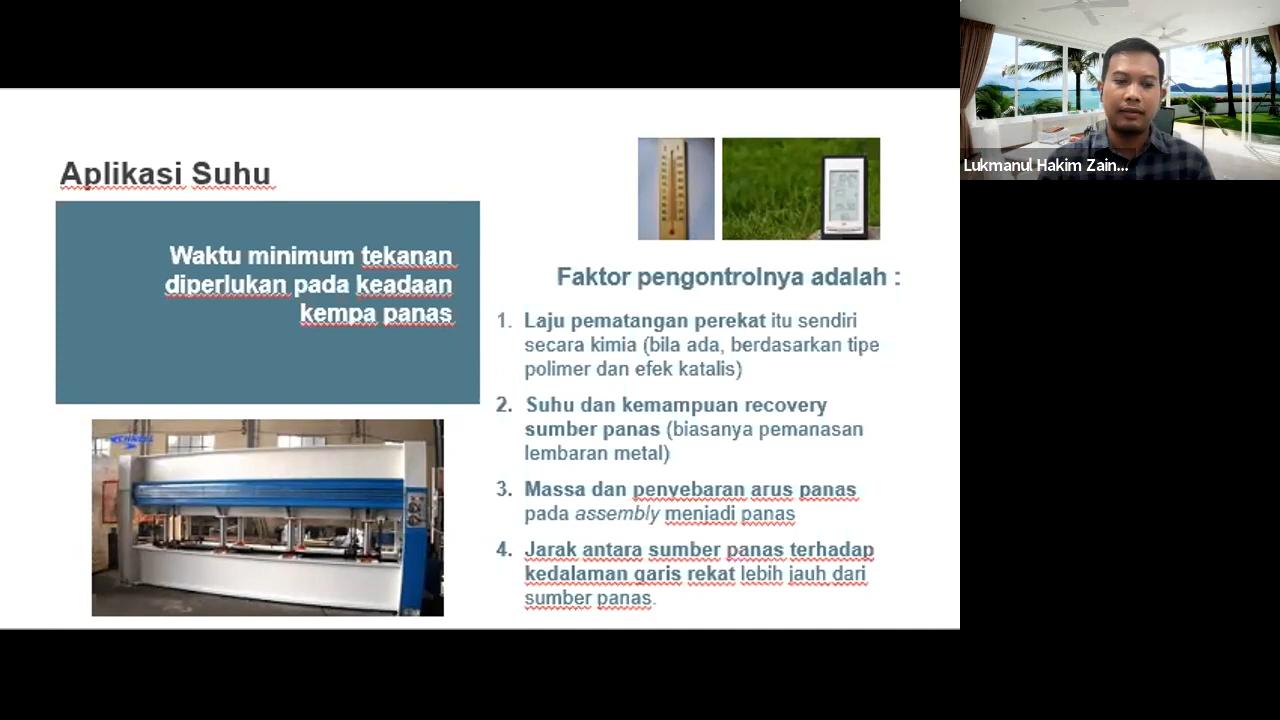 Aplikasi Suhu
Waktu minimum tekanan
diperlukan pada keadaan
kempa panas
Faktor pengontrolnya adalah :
1. Laju pematangan perekat itu sendiri
secara kimia (bila ada, berdasarkan tipe
polimer dan efek katalis)
2. Suhu dan kemampuan recovery
sumber panas (biasanya pemanasan
lembaran metal)
3. Massa dan penyebaran arus panas
pada assembly menjadi panas
4. Jarak antara sumber panas terhadap
kedalaman garis rekat lebih jauh dari
sumber panas.
Lukmanul Hakim Zain...